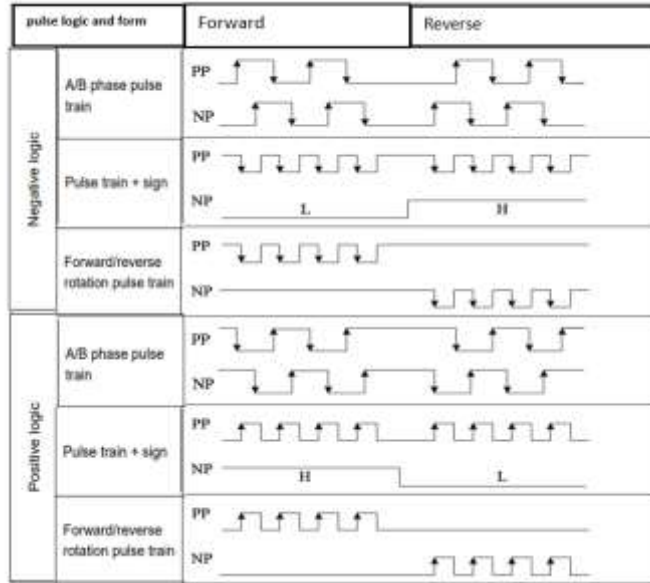 pulse logic and form
Forward
Reverse
Negative logic
A/B phase pulse
train
PP
NP
Pulse train + sign
PP
NP
L
H
Forward/reverse
rotation pulse train
PP
NP
Positive logic
A/B phase pulse
train
PP
NP
Pulse train + sign
PP
NP
H
L
Forward/reverse
rotation pulse train
PP
NP